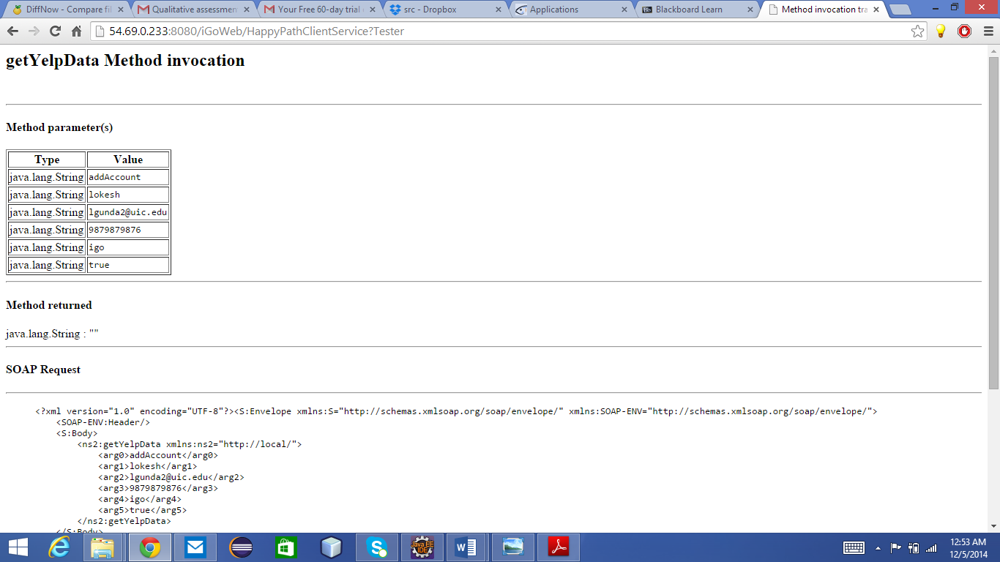 DiffNow - Compare fil
Qualitative assessmen
Your Free 60-day trial
src - Dropbox
Applications
Blackboard Learn
Method invocation tra
54.69.0.233:8080/iGoWeb/HappyPathClientService?Tester
getYelpData Method invocation
Method parameter(s)
Type Value
java.lang.String addAccount
java.lang.String lokesh
java.lang.String lgunda2@uic.edu
java.lang.String 9879879876
java.lang.String igo
java.lang.String true
Method returned
java.lang.String : ""
SOAP Request
<?xml version="1.0" encoding="UTF-8"?><S:Envelope xmlns:S="http://schemas.xmlsoap.org/soap/envelope/" xmlns:SOAP-ENV="http://schemas.xmlsoap.org/soap/envelope/">
<SOAP-ENV:Header/>
<S:Body>
<ns2:getYelpData xmlns:ns2="http://local/">
<arg0>addAccount</arg0>
<arg1>lokesh</arg1>
<arg2>lgunda2@uic.edu</arg2>
<arg3>9879879876</arg3>
<arg4>igo</arg4>
<arg5>true</arg5>
</ns2:getYelpData>
</S:Body>
Java EE
IDE
12:53 AM
12/5/2014